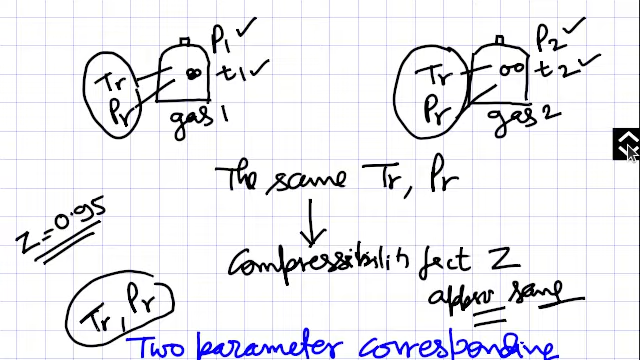 P1 ✓
Tr
t1 ✓
Pr
gas 1
P2 ✓
Tr
t2 ✓
Pr
gas 2
The same Tr, Pr
Z=0.95
Compressibility fact Z
approx same
Tr, Pr
Two parameter corresponding